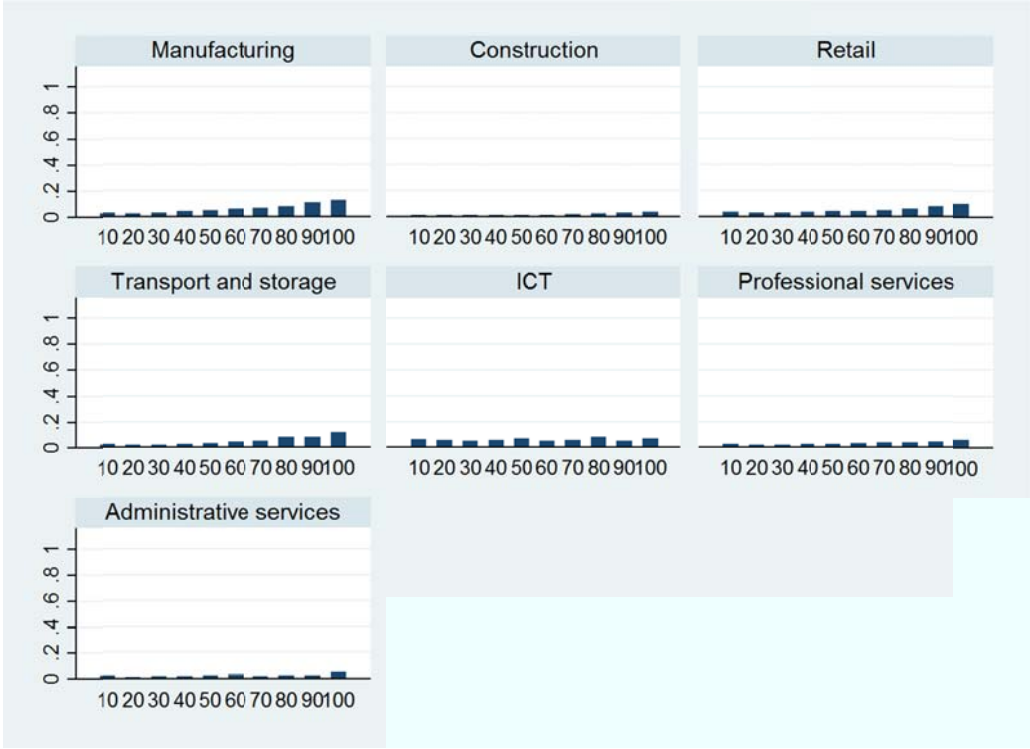 Manufacturing
Construction
Retail
0 .2 .4 .6 .8 1
10 20 30 40 50 60 70 80 90100
10 20 30 40 50 60 70 80 90100
10 20 30 40 50 60 70 80 90100
Transport and storage
ICT
Professional services
0 .2 .4 .6 .8 1
10 20 30 40 50 60 70 80 90100
10 20 30 40 50 60 70 80 90100
10 20 30 40 50 60 70 80 90100
Administrative services
0 .2 .4 .6 .8 1
10 20 30 40 50 60 70 80 90100